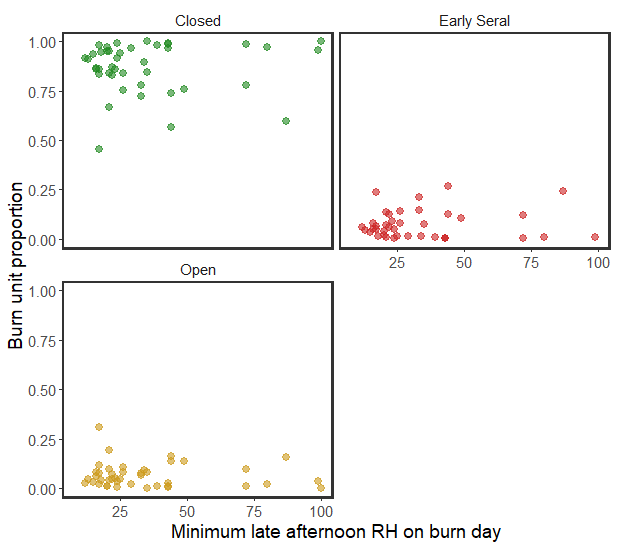 Closed
Early Seral
1.00
0.75
0.50
0.25
0.00
25 50 75 100
Open
1.00
0.75
0.50
0.25
0.00
25 50 75 100
Burn unit proportion
Minimum late afternoon RH on burn day